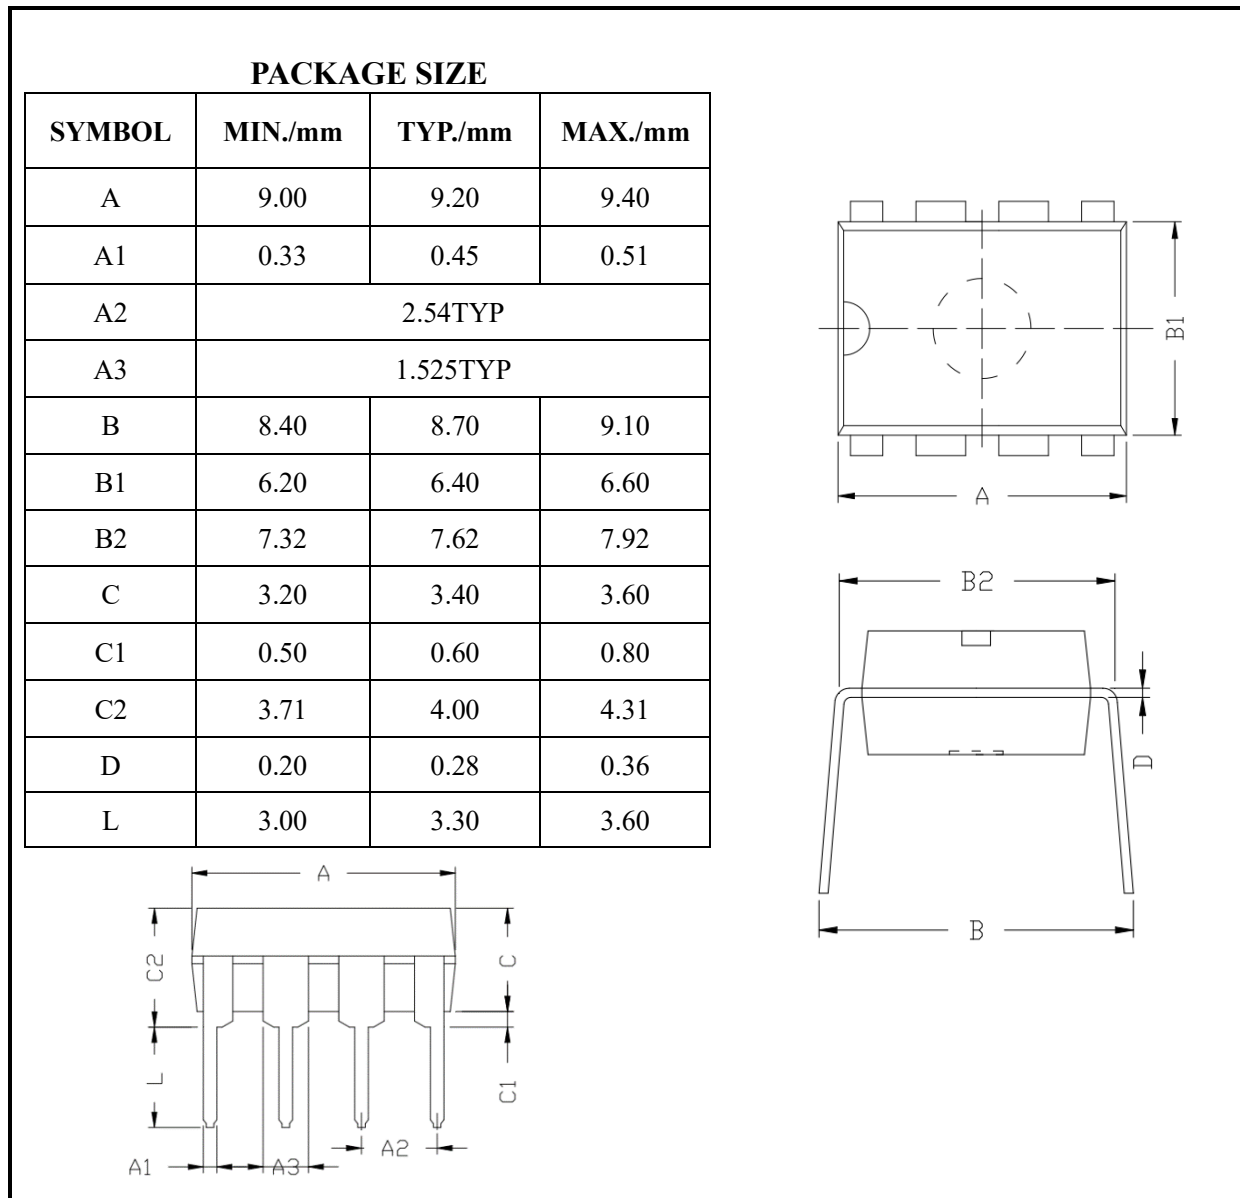 PACKAGE SIZE
SYMBOL MIN./mm TYP./mm MAX./mm
A 9.00 9.20 9.40
A1 0.33 0.45 0.51
A2 2.54TYP
A3 1.525TYP
B 8.40 8.70 9.10
B1 6.20 6.40 6.60
B2 7.32 7.62 7.92
C 3.20 3.40 3.60
C1 0.50 0.60 0.80
C2 3.71 4.00 4.31
D 0.20 0.28 0.36
L 3.00 3.30 3.60
B1
A
B2
D
B
A
C2
C
L
C1
A2
A1
A3